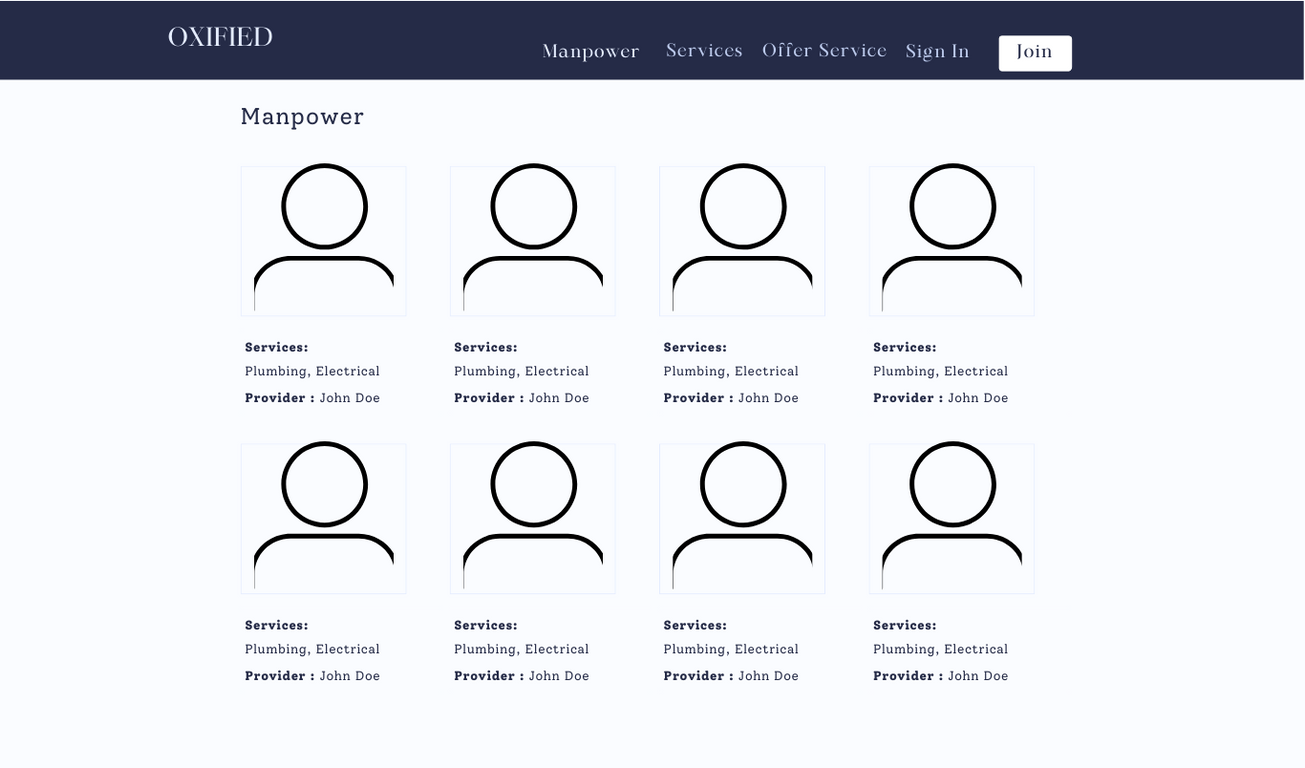 OXIFIED
Manpower Services Offer Service Sign In Join
Manpower
Services: Services: Services: Services:
Plumbing, Electrical Plumbing, Electrical Plumbing, Electrical Plumbing, Electrical
Provider : John Doe Provider : John Doe Provider : John Doe Provider : John Doe
Services: Services: Services: Services:
Plumbing, Electrical Plumbing, Electrical Plumbing, Electrical Plumbing, Electrical
Provider : John Doe Provider : John Doe Provider : John Doe Provider : John Doe